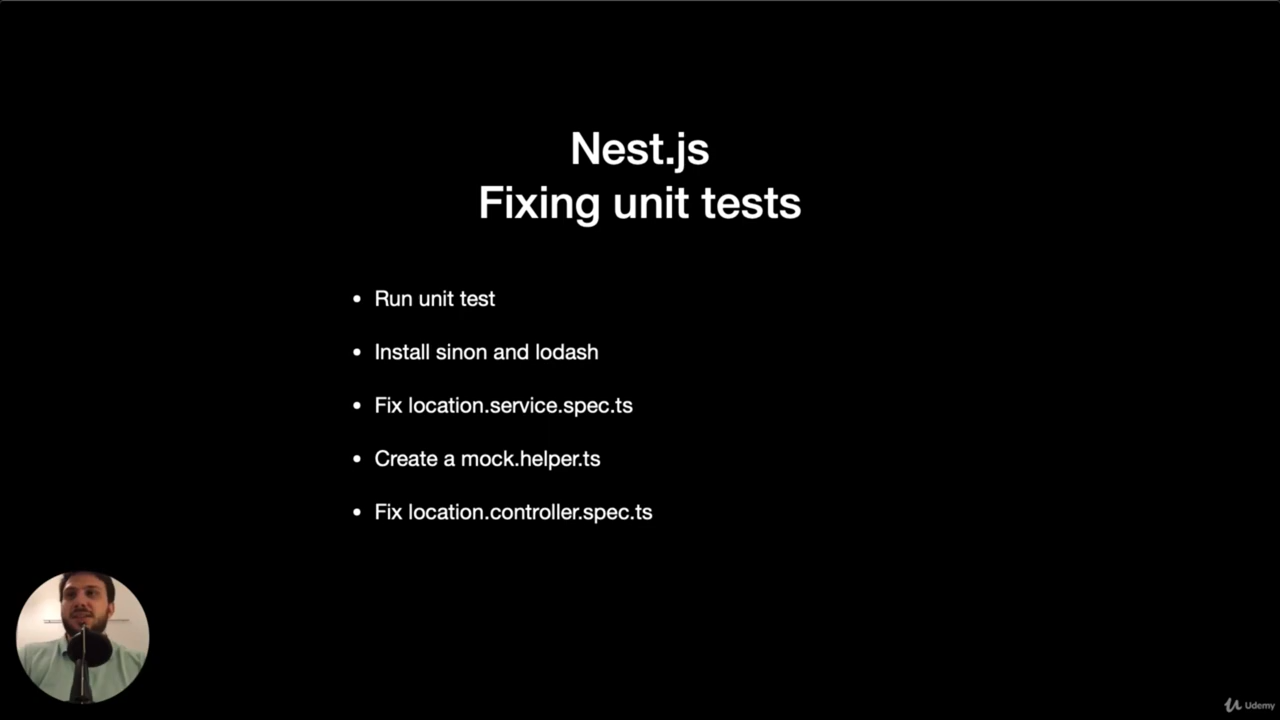 Nest.js
Fixing unit tests
• Run unit test
• Install sinon and lodash
• Fix location.service.spec.ts
• Create a mock.helper.ts
• Fix location.controller.spec.ts
Udemy